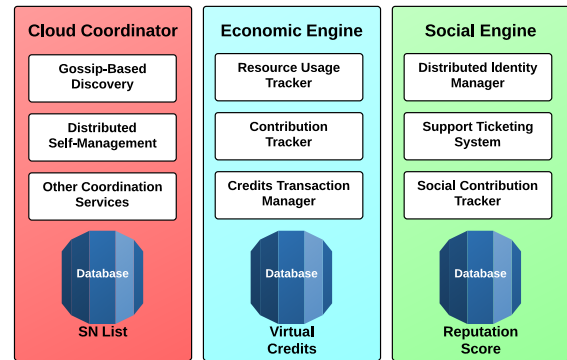 Cloud Coordinator
Gossip-Based
Discovery
Distributed
Self-Management
Other Coordination
Services
Database
SN List
Economic Engine
Resource Usage
Tracker
Contribution
Tracker
Credits Transaction
Manager
Database
Virtual
Credits
Social Engine
Distributed Identity
Manager
Support Ticketing
System
Social Contribution
Tracker
Database
Reputation
Score